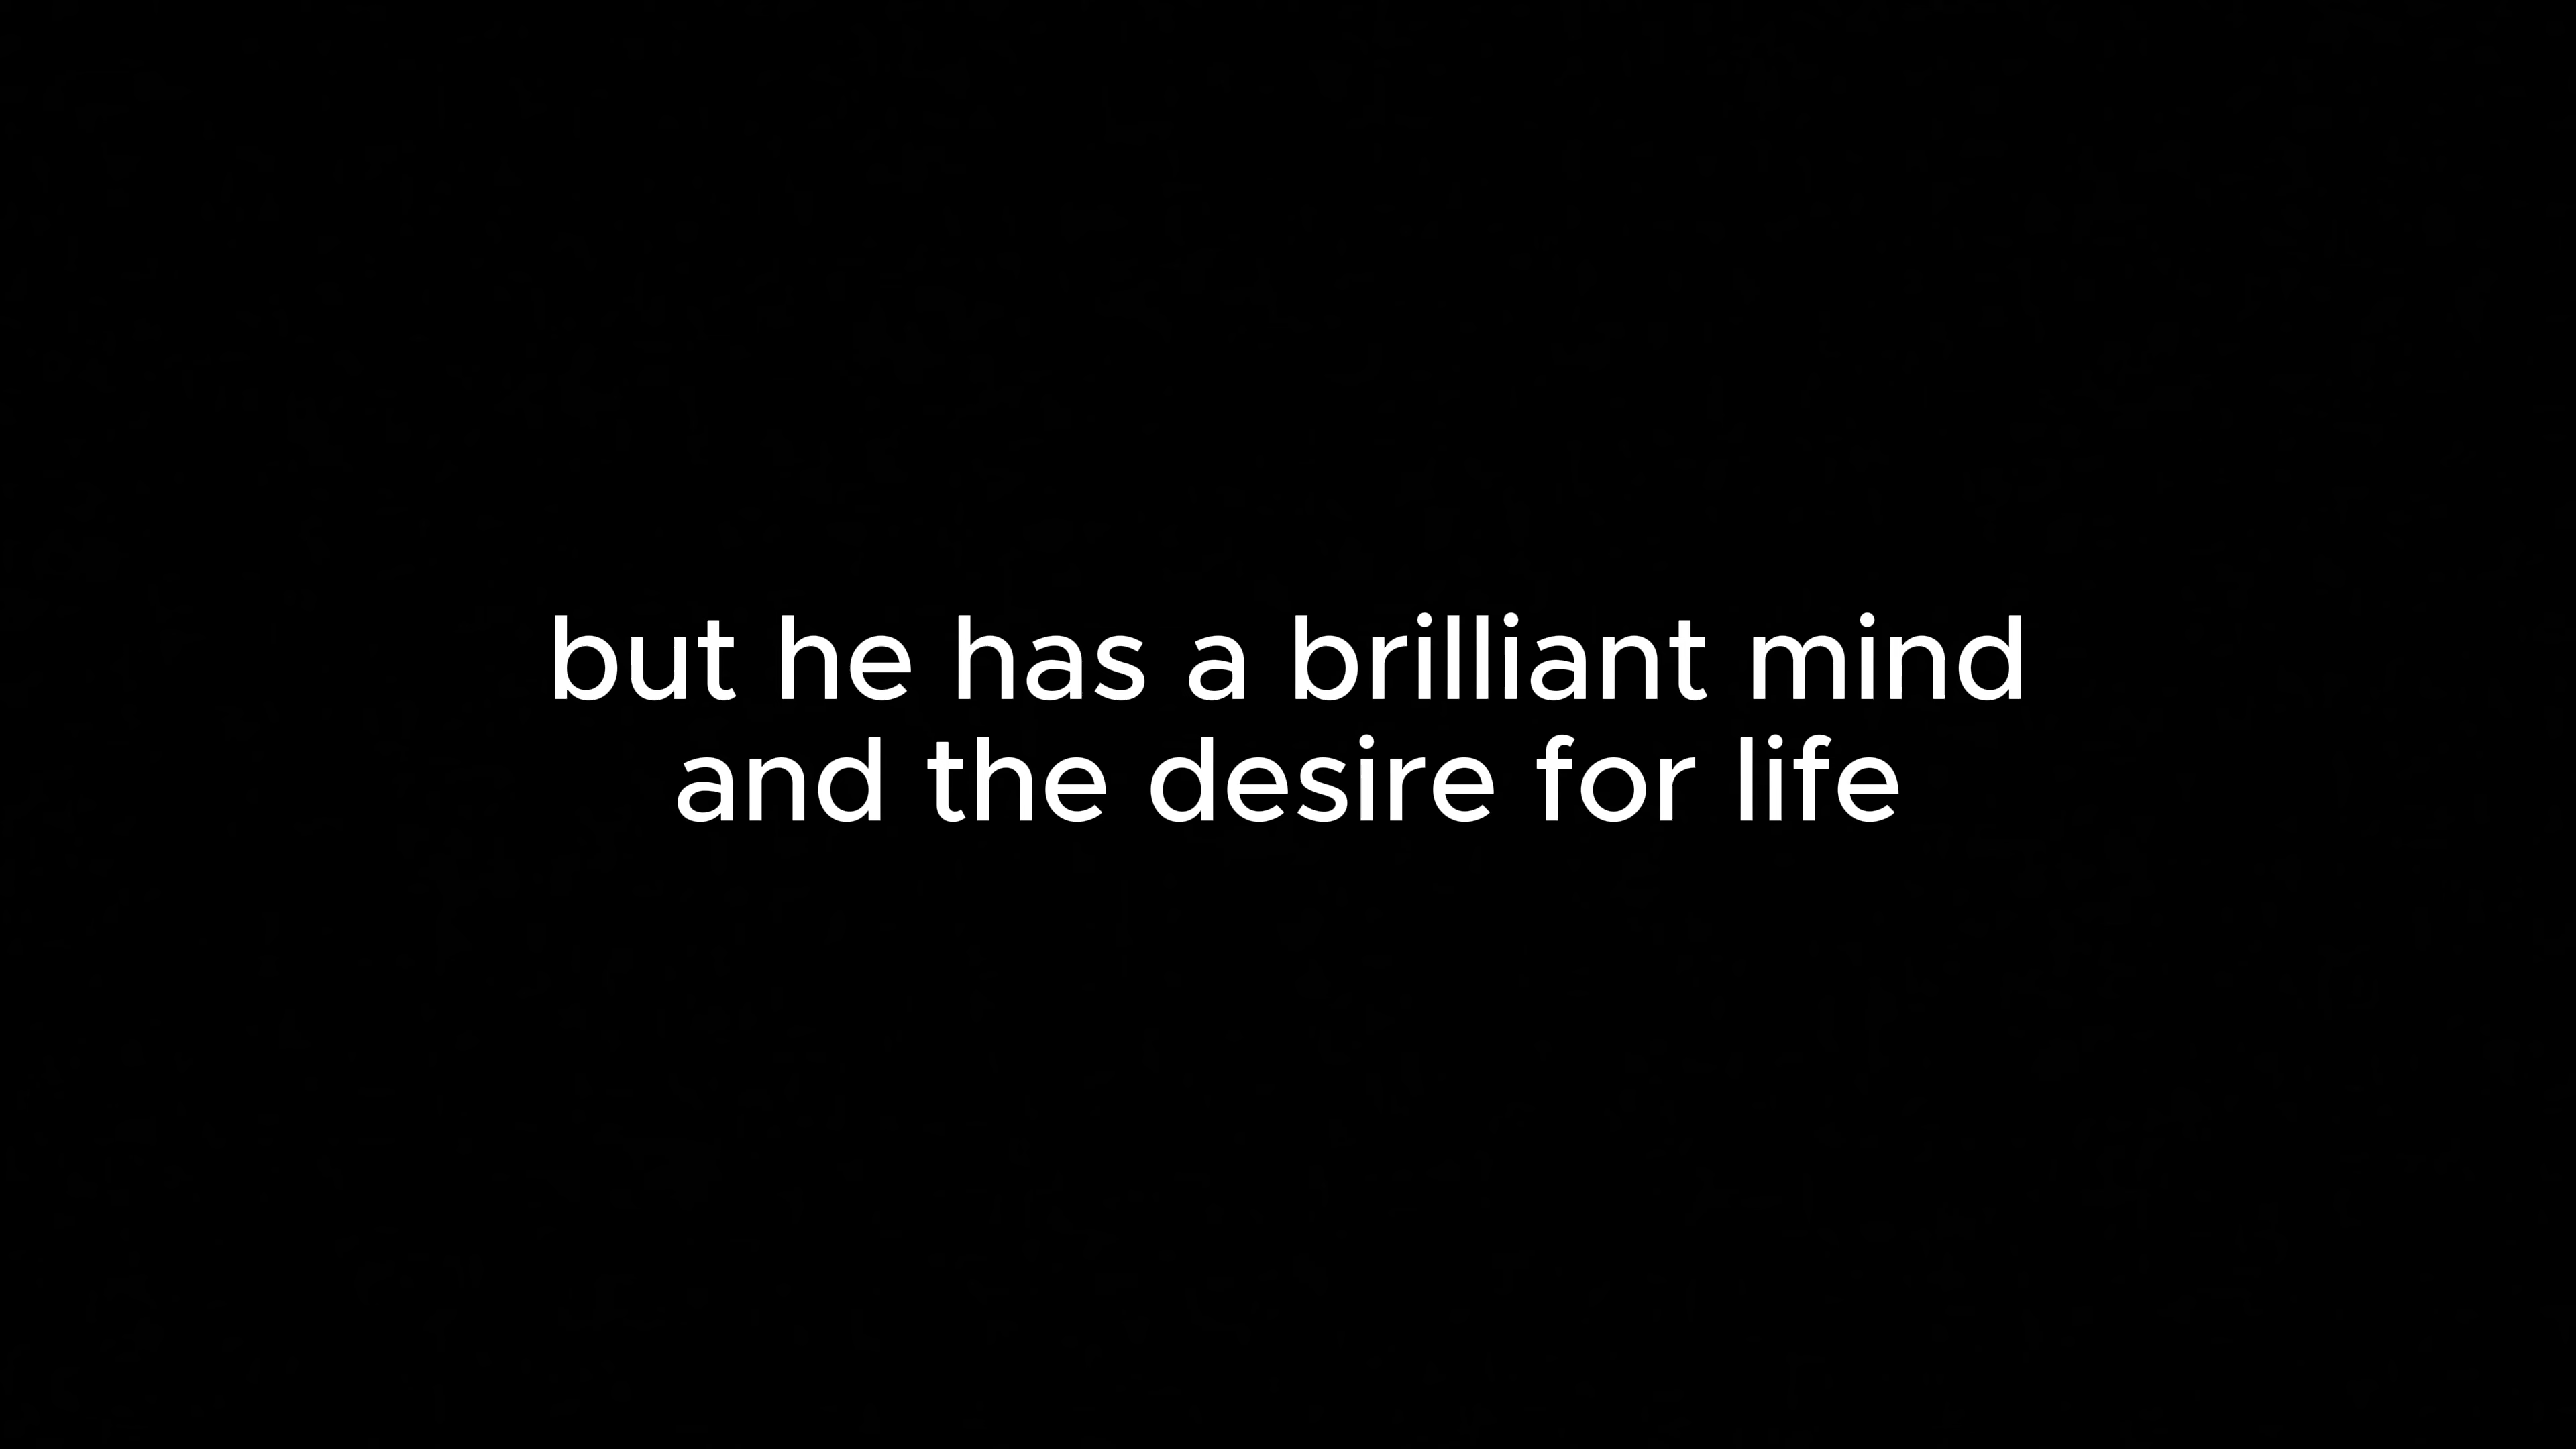 but he has a brilliant mind
and the desire for life